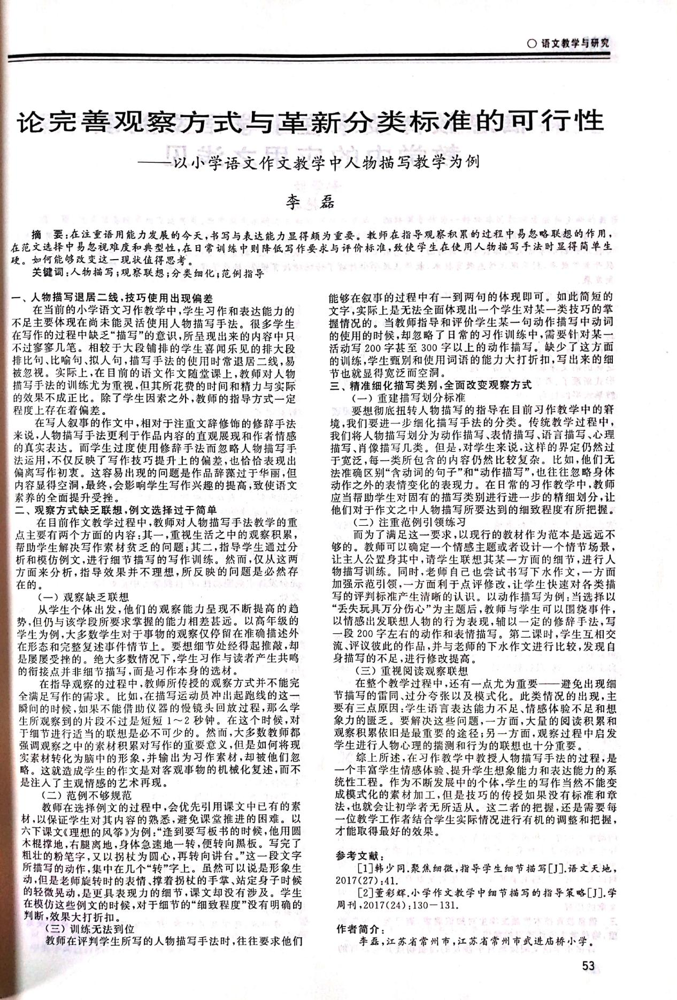 ○ 语文教学与研究
论完善观察方式与革新分类标准的可行性
——以小学语文作文教学中人物描写教学为例
李 磊
摘 要:在注重语用能力发展的今天,书写与表达能力显得颇为重要。教师在指导观察积累的过程中易忽略联想的作用,
在范文选择中易忽视难度和典型性,在日常训练中则降低写作要求与评价标准,致使学生在使用人物描写手法时显得简单生
硬。如何能够改变这一现状值得思考。
关键词:人物描写;观察联想;分类细化;范例指导
一、人物描写退居二线,技巧使用出现偏差
在当前的小学语文习作教学中,学生习作和表达能力的
不足主要体现在尚未能灵活使用人物描写手法。很多学生
在写作的过程中缺乏“描写”的意识,所呈现出来的内容中只
不过寥寥几笔。相较于大段铺排的学生喜闻乐见的排大段
排比句、比喻句、拟人句,描写手法的使用时常退居二线,易
被忽视。实际上,在目前的语文作文随堂课上,教师对人物
描写手法的训练尤为重视,但其所花费的时间和精力与实际
的效果不成正比。除了学生因素之外,教师的指导方式一定
程度上存在着偏差。
在写人叙事的作文中,相对于注重文辞修饰的修辞手法
来说,人物描写手法更利于作品内容的直观展现和作者情感
的真实表达。而学生过度使用修辞手法而忽略人物描写手
法运用,不仅反映了写作技巧提升上的偏差,也恰恰表现出
偏离写作初衷。这容易出现的问题是作品辞藻过于华丽,但
内容显得空洞,最终,会影响学生写作兴趣的提高,致使语文
素养的全面提升受挫。
二、观察方式缺乏联想,例文选择过于简单
在目前作文教学过程中,教师对人物描写手法教学的重
点主要有两个方面的内容:其一,重视生活之中的观察积累,
帮助学生解决写作素材贫乏的问题;其二,指导学生通过分
析和模仿例文,进行细节描写的写作训练。然而,仅从这两
方面来分析,指导效果并不理想,所反映的问题是必然存
在的。
(一)观察缺乏联想
从学生个体出发,他们的观察能力呈现不断提高的趋
势,但仍与该学段所要求掌握的能力相差甚远。以高年级的
学生为例,大多数学生对于事物的观察仅停留在准确描述外
在形态和完整复述事件情节上。要想细节处经得起推敲,却
是屡屡受挫的。绝大多数情况下,学生习作与读者产生共鸣
的衔接点并非细节描写,而是习作本身的选材。
在指导观察的过程中,教师所传授的观察方式并不能完
全满足写作的需求。比如,在描写运动员冲出起跑线的这一
瞬间的时候,如果不能借助仪器的慢镜头回放过程,那么学
生所观察到的片段不过是短短 1～2 秒钟。在这个时候,对
于细节进行适当的联想是必不可少的。然而,大多数教师都
强调观察之中的素材积累对写作的重要意义,但是如何将现
实素材转化为脑中的形象,并输出为习作素材,却被他们忽
略。这就造成学生的作文是对客观事物的机械化复述,而不
是注入了主观情感的艺术再现。
(二)范例不够规范
教师在选择例文的过程中,会优先引用课文中已有的素
材,以保证学生对其内容的熟悉,避免课堂推进的困难。以
六下课文《理想的风筝》为例:“逢到要写板书的时候,他用圆
木棍撑地,右腿离地,身体急速地一转,便转向黑板。写完了
粗壮的粉笔字,又以拐杖为圆心,再转向讲台。”这一段文字
所描写的动作,集中在几个“转”字上。虽然可以说是形象生
动,但是老师旋转时的表情、撑着拐杖的手掌、站定身子时候
的轻微晃动,是更具表现力的细节,课文却没有涉及。学生
在模仿这些例文的时候,对于细节的“细致程度”没有明确的
判断,效果大打折扣。
(三)训练无法到位
教师在评判学生所写的人物描写手法时,往往要求他们
能够在叙事的过程中有一到两句的体现即可。如此简短的
文字,实际上是无法全面体现出一个学生对某一类技巧的掌
握情况的。当教师指导和评价学生某一句动作描写中动词
的使用的时候,却忽略了日常的习作训练中,需要针对某一
活动写 200 字甚至 300 字以上的动作描写。缺少了这方面
的训练,学生甄别和使用词语的能力大打折扣,写出来的细
节也就显得宽泛而空洞。
三、精准细化描写类别,全面改变观察方式
(一)重建描写划分标准
要想彻底扭转人物描写的指导在目前习作教学中的窘
境,我们要进一步细化描写手法的分类。传统教学过程中,
我们将人物描写划分为动作描写、表情描写、语言描写、心理
描写、肖像描写几类。但是,对学生来说,这样的界定仍然过
于宽泛,每一类所包含的内容仍然比较复杂。比如,他们无
法准确区别“含动词的句子”和“动作描写”,也往往忽略身体
动作之外的表情变化的表现力。在日常的习作教学中,教师
应当帮助学生对固有的描写类别进行进一步的精细划分,让
他们对于作文之中人物描写所要达到的细致程度有所把握。
(二)注重范例引领练习
而为了满足这一要求,以现行的教材作为范本是远远不
够的。教师可以确定一个情感主题或者设计一个情节场景,
让主人公置身其中,请学生联想其某一方面的细节,进行人
物描写训练。同时,老师自己也尝试书写下水作文,一方面
加强示范引领,一方面利于点评修改,让学生快速对各类描
写的评判标准产生清晰的认识。以动作描写为例:当选择以
“丢失玩具万分伤心”为主题后,教师与学生可以围绕事件,
以情感出发联想人物的行为表现,辅以一定的修辞手法,写
一段 200 字左右的动作和表情描写。第二课时,学生互相交
流、评议彼此的作品,并与老师的下水作文进行比较,发现自
身描写的不足,进行修改提高。
(三)重视阅读观察联想
在整个教学过程中,还有一点尤为重要——避免出现细
节描写的雷同、过分夸张以及模式化。此类情况的出现,主
要有三点原因:学生语言表达能力不足、情感体验不足和想
象力的匮乏。要解决这些问题,一方面,大量的阅读积累和
观察积累依旧是最重要的途径;另一方面,观察过程中启发
学生进行人物心理的揣测和行为的联想也十分重要。
综上所述,在习作教学中教授人物描写手法的过程,是
一个丰富学生情感体验、提升学生想象能力和表达能力的系
统性工程。作为不断发展中的个体,学生的写作当然不能变
成模式化的素材加工,但是技巧的传授如果没有标准和章
法,也就会让初学者无所适从。这二者的把握,还是需要每
一位教学工作者结合学生实际情况进行有机的调整和把握,
才能取得最好的效果。
参考文献:
[1]韩少同.聚焦细微,指导学生细节描写[J].语文天地,
2017(27):41.
[2]董彩辉.小学作文教学中细节描写的指导策略[J].学
周刊,2017(24):130-131.
作者简介:
李磊,江苏省常州市,江苏省常州市武进庙桥小学。
53